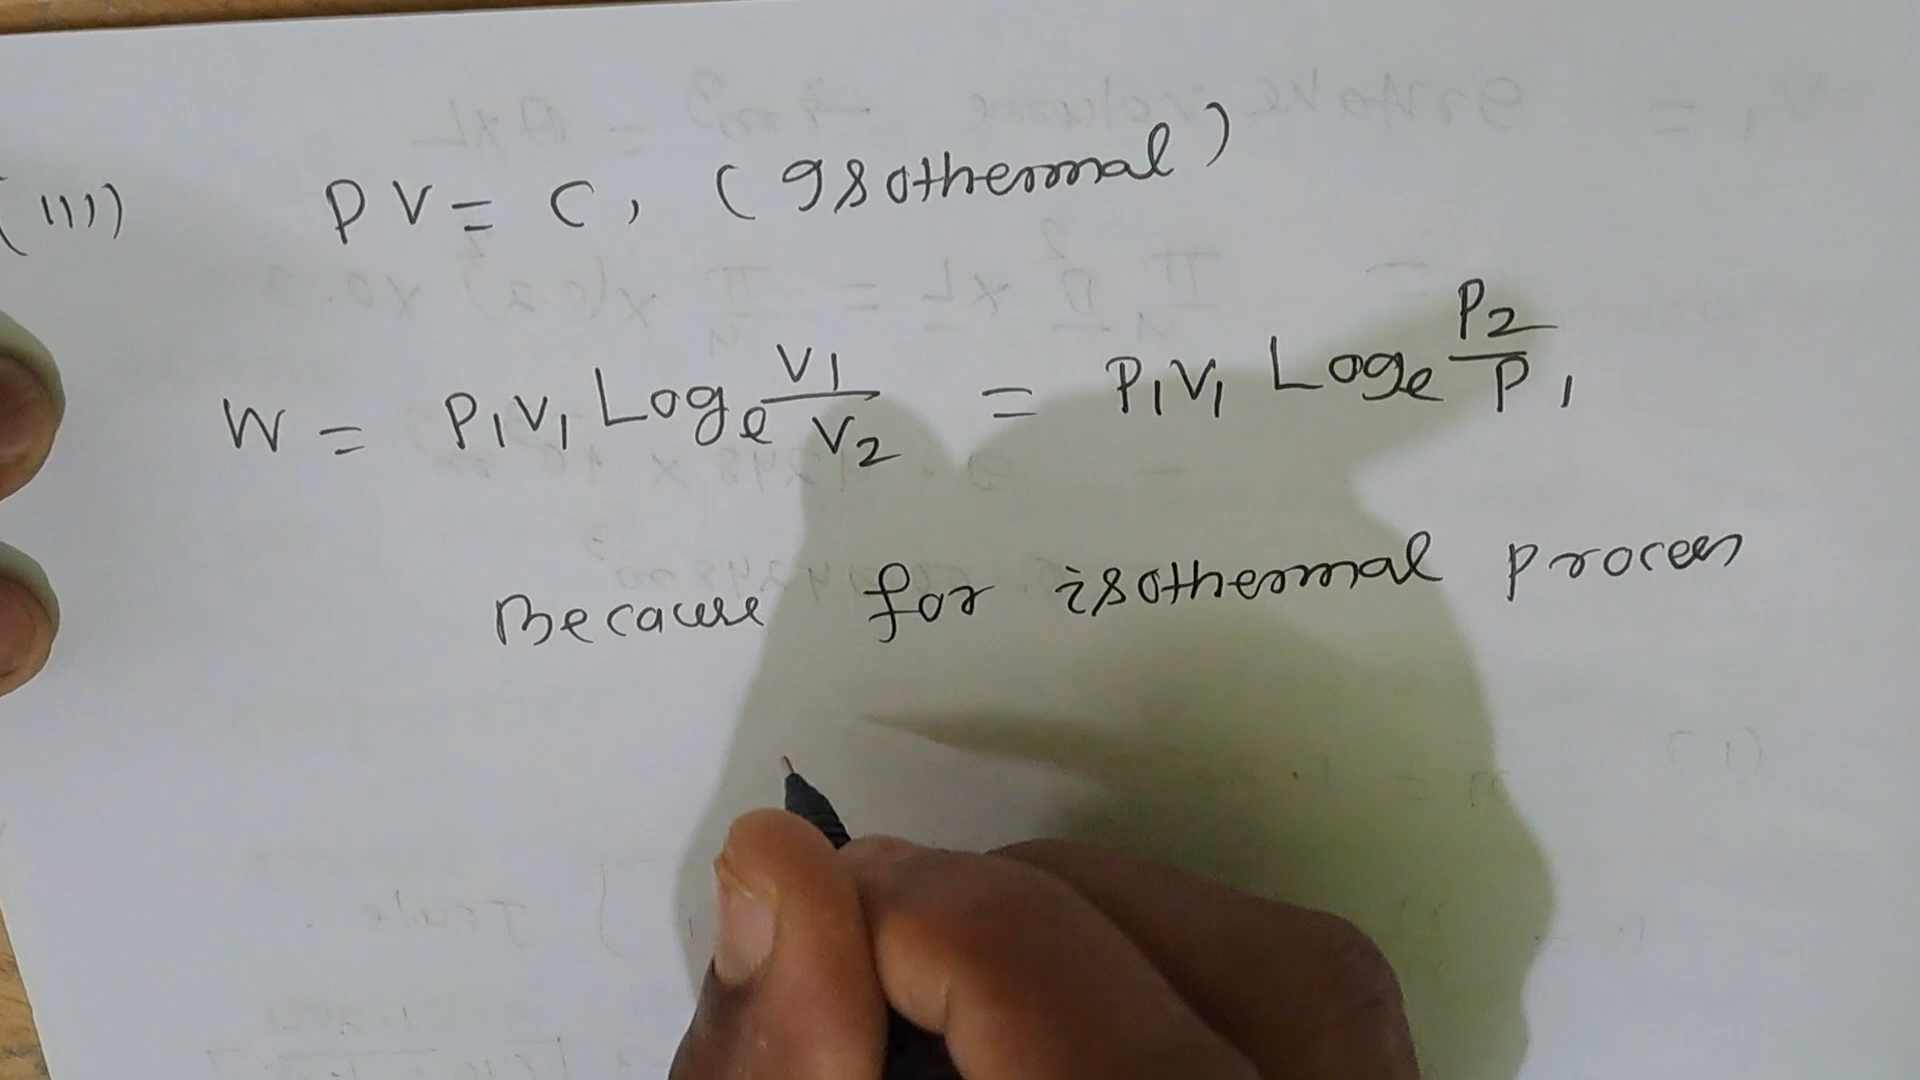 (III) PV = C, (Isothermal)
W = P₁V₁ Logₑ V₁/V₂ = P₁V₁ Logₑ P₂/P₁
Because for isothermal process